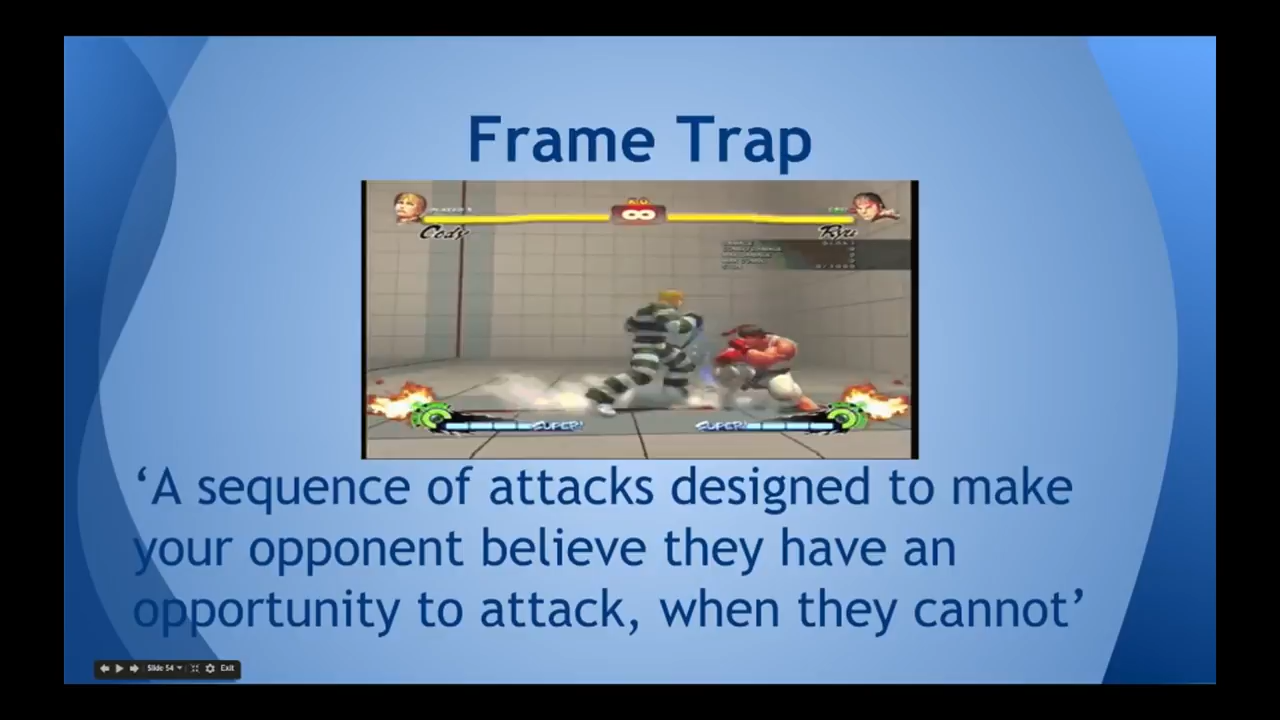 Frame Trap
Cody
Ryu
SUPER!
SUPER!
‘A sequence of attacks designed to make
your opponent believe they have an
opportunity to attack, when they cannot’
Slide 54
Exit